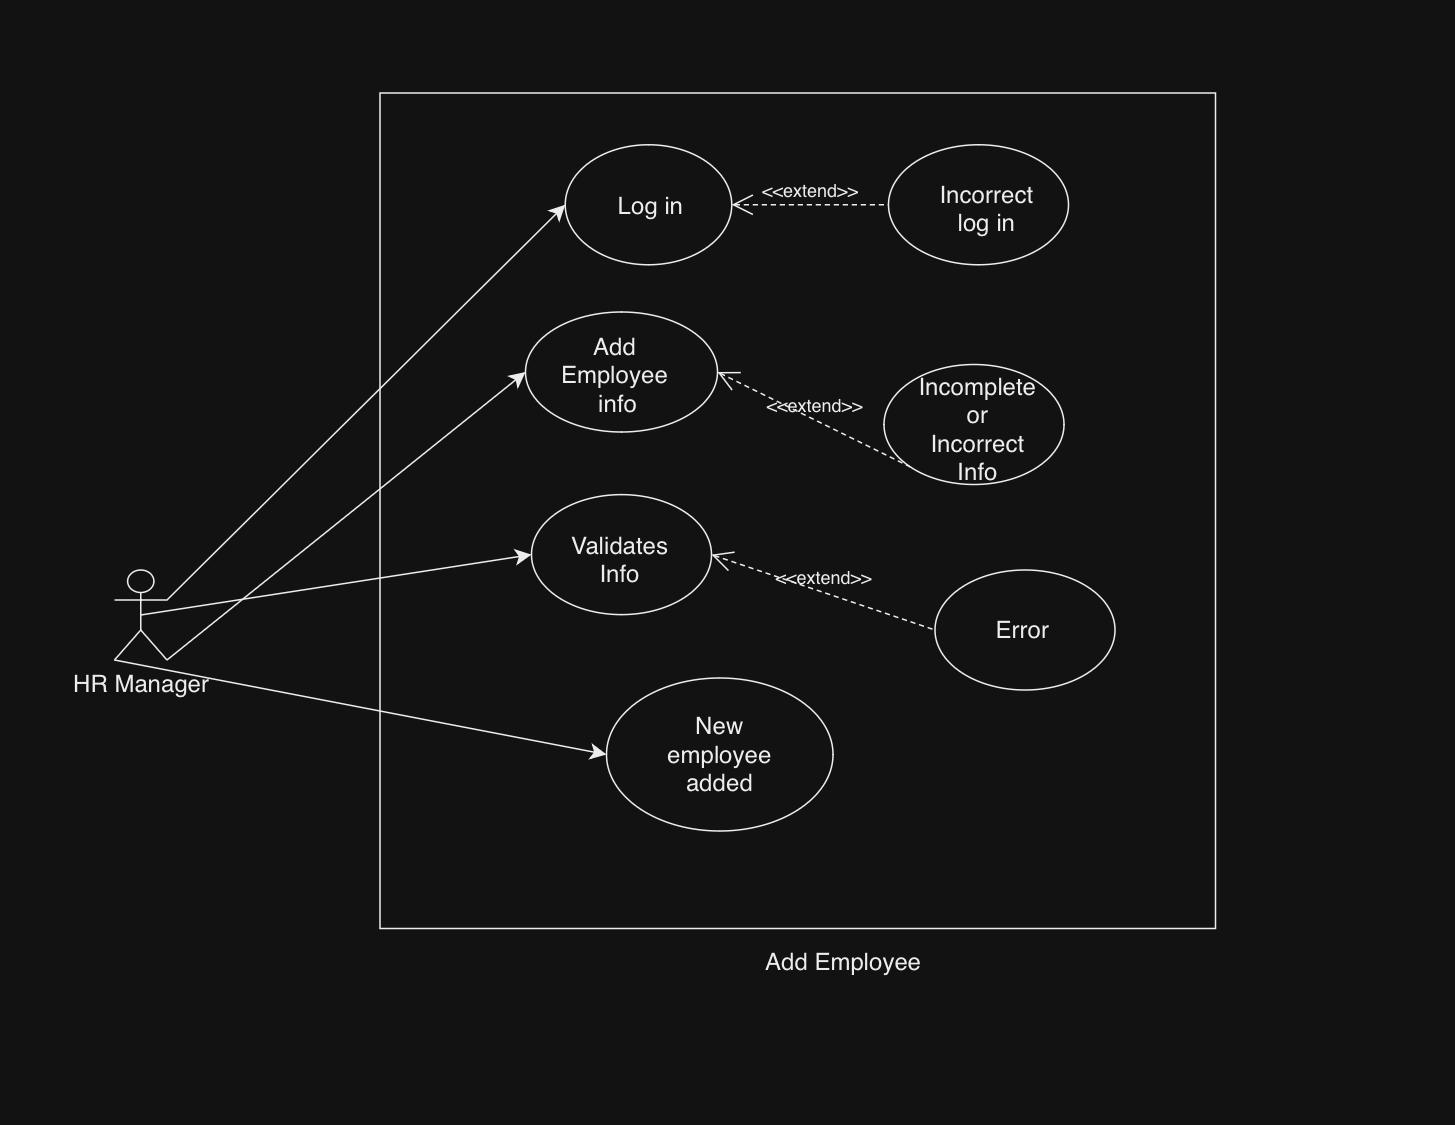 Log in
<<extend>>
Incorrect
log in
Add
Employee
info
<<extend>>
Incomplete
or
Incorrect
Info
Validates
Info
<<extend>>
Error
HR Manager
New
employee
added
Add Employee